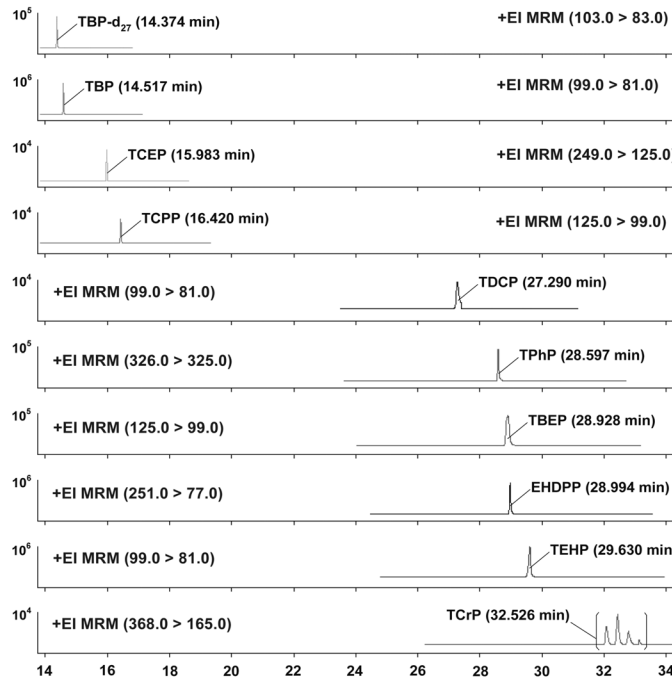 10⁵ TBP-d₂₇ (14.374 min) +EI MRM (103.0 > 83.0)
10⁶ TBP (14.517 min) +EI MRM (99.0 > 81.0)
10⁴ TCEP (15.983 min) +EI MRM (249.0 > 125.0
10⁴ TCPP (16.420 min) +EI MRM (125.0 > 99.0)
10⁴ +EI MRM (99.0 > 81.0) TDCP (27.290 min)
10⁵ +EI MRM (326.0 > 325.0) TPhP (28.597 min)
10⁵ +EI MRM (125.0 > 99.0) TBEP (28.928 min)
10⁶ +EI MRM (251.0 > 77.0) EHDPP (28.994 min)
10⁶ +EI MRM (99.0 > 81.0) TEHP (29.630 min
10⁴ +EI MRM (368.0 > 165.0) TCrP (32.526 min)
14 16 18 20 22 24 26 28 30 32 34